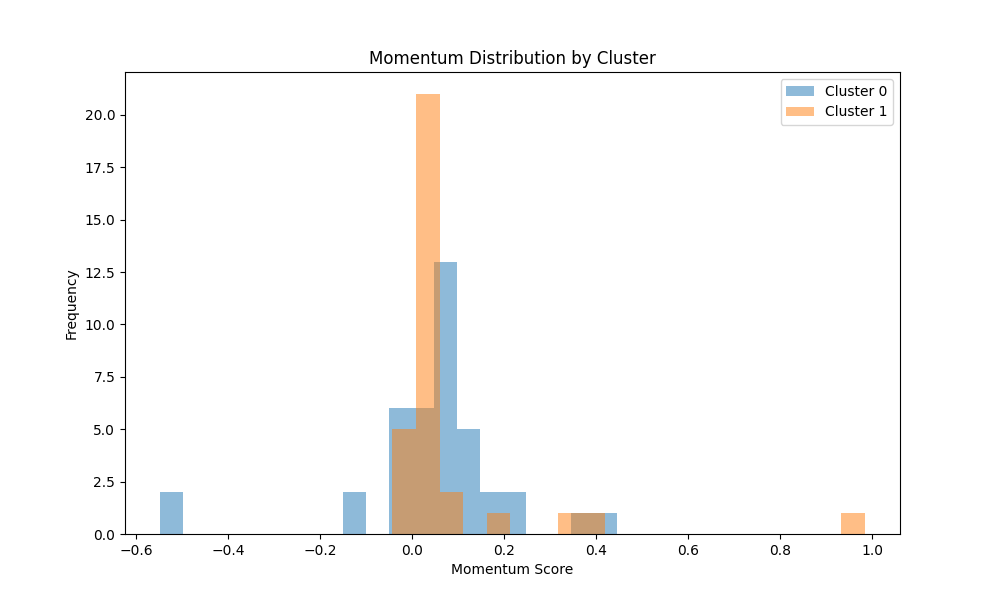 Momentum Distribution by Cluster
Cluster 0
Cluster 1
20.0
17.5
15.0
12.5
10.0
7.5
5.0
2.5
0.0
Frequency
−0.6 −0.4 −0.2 0.0 0.2 0.4 0.6 0.8 1.0
Momentum Score